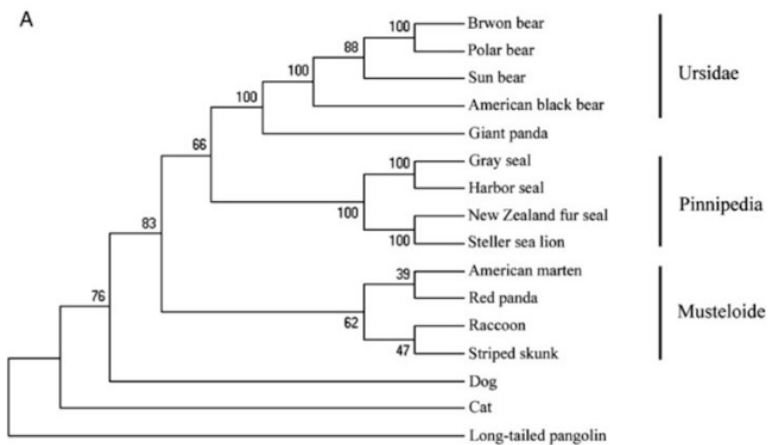 A
100
Brwon bear
88
Polar bear
100
Sun bear
Ursidae
100
American black bear
66
Giant panda
100
Gray seal
Harbor seal
100
New Zealand fur seal
Pinnipedia
83
100
Steller sea lion
39
American marten
76
Red panda
62
Raccoon
Musteloide
47
Striped skunk
Dog
Cat
Long-tailed pangolin